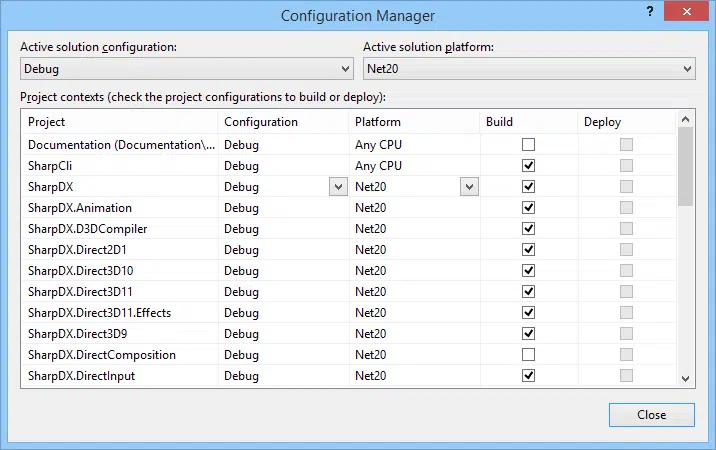 Configuration Manager
?
Active solution configuration: Active solution platform:
Debug Net20
Project contexts (check the project configurations to build or deploy):
Project Configuration Platform Build Deploy
Documentation (Documentation\... Debug Any CPU
SharpCli Debug Any CPU
SharpDX Debug Net20
SharpDX.Animation Debug Net20
SharpDX.D3DCompiler Debug Net20
SharpDX.Direct2D1 Debug Net20
SharpDX.Direct3D10 Debug Net20
SharpDX.Direct3D11 Debug Net20
SharpDX.Direct3D11.Effects Debug Net20
SharpDX.Direct3D9 Debug Net20
SharpDX.DirectComposition Debug Net20
SharpDX.DirectInput Debug Net20
Close